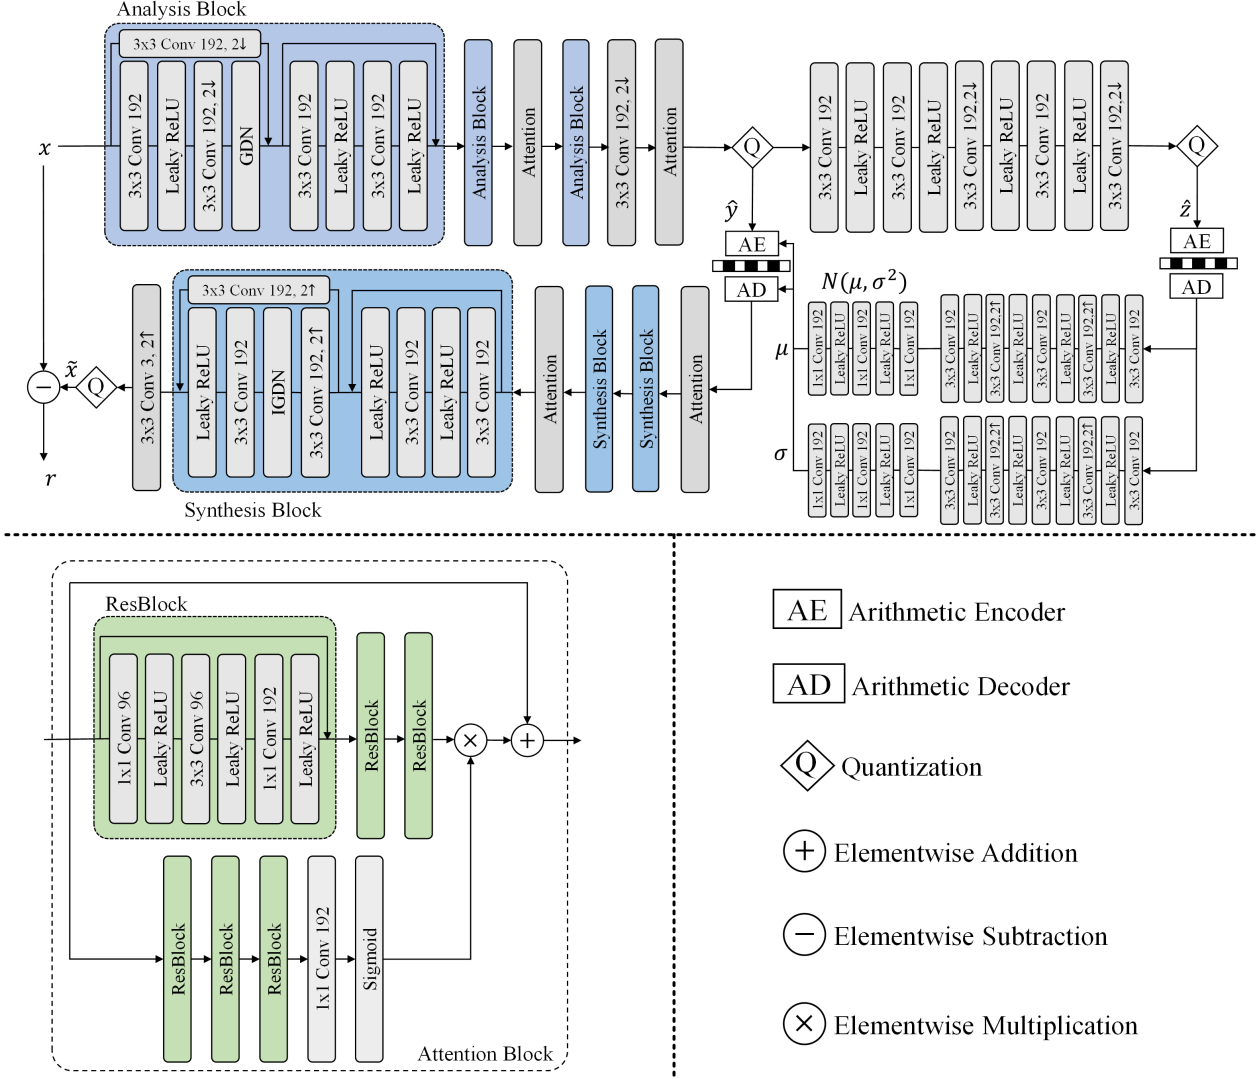 Analysis Block
3x3 Conv 192, 2↓
3x3 Conv 192
Leaky ReLU
3x3 Conv 192, 2↓
GDN
3x3 Conv 192
Leaky ReLU
3x3 Conv 192
Leaky ReLU
Analysis Block
Attention
Analysis Block
3x3 Conv 192, 2↓
Attention
x
Q
3x3 Conv 192
Leaky ReLU
3x3 Conv 192
Leaky ReLU
3x3 Conv 192,2↓
Leaky ReLU
3x3 Conv 192
Leaky ReLU
3x3 Conv 192,2↓
Q
ŷ
AE
AD
ẑ
AE
AD
N(μ, σ²)
μ
1x1 Conv 192
Leaky ReLU
1x1 Conv 192
Leaky ReLU
1x1 Conv 192
3x3 Conv 192
Leaky ReLU
3x3 Conv 192,2↑
Leaky ReLU
3x3 Conv 192
Leaky ReLU
3x3 Conv 192,2↑
Leaky ReLU
3x3 Conv 192
σ
1x1 Conv 192
Leaky ReLU
1x1 Conv 192
Leaky ReLU
1x1 Conv 192
3x3 Conv 192
Leaky ReLU
3x3 Conv 192,2↑
Leaky ReLU
3x3 Conv 192
Leaky ReLU
3x3 Conv 192,2↑
Leaky ReLU
3x3 Conv 192
−
r
x̃
Q
3x3 Conv 3, 2↑
3x3 Conv 192, 2↑
Leaky ReLU
3x3 Conv 192
IGDN
3x3 Conv 192, 2↑
Leaky ReLU
3x3 Conv 192
Leaky ReLU
3x3 Conv 192
Attention
Synthesis Block
Synthesis Block
Attention
Synthesis Block
ResBlock
1x1 Conv 96
Leaky ReLU
3x3 Conv 96
Leaky ReLU
1x1 Conv 192
Leaky ReLU
ResBlock
ResBlock
×
+
ResBlock
ResBlock
ResBlock
1x1 Conv 192
Sigmoid
Attention Block
AE Arithmetic Encoder
AD Arithmetic Decoder
Q Quantization
+ Elementwise Addition
− Elementwise Subtraction
× Elementwise Multiplication